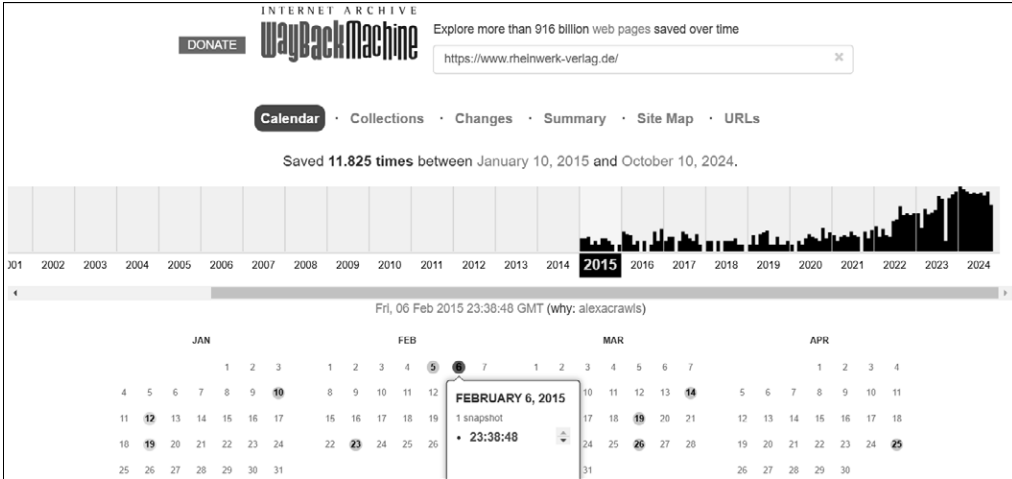 INTERNET ARCHIVE
DONATE
WayBackMachine
Explore more than 916 billion web pages saved over time
https://www.rheinwerk-verlag.de/ ×
Calendar · Collections · Changes · Summary · Site Map · URLs
Saved 11.825 times between January 10, 2015 and October 10, 2024.
001 2002 2003 2004 2005 2006 2007 2008 2009 2010 2011 2012 2013 2014 2015 2016 2017 2018 2019 2020 2021 2022 2023 2024
Fri, 06 Feb 2015 23:38:48 GMT (why: alexacrawls)
JAN FEB MAR APR
1 2 3 1 2 3 4 5 6 7 1 2 3 4 5 6 7 1 2 3 4
4 5 6 7 8 9 10 8 9 10 11 12 10 11 12 13 14 5 6 7 8 9 10 11
11 12 13 14 15 16 17 15 16 17 18 19 17 18 19 20 21 12 13 14 15 16 17 18
18 19 20 21 22 23 24 22 23 24 25 26 24 25 26 27 28 19 20 21 22 23 24 25
25 26 27 28 29 30 31 31 26 27 28 29 30
FEBRUARY 6, 2015
1 snapshot
• 23:38:48